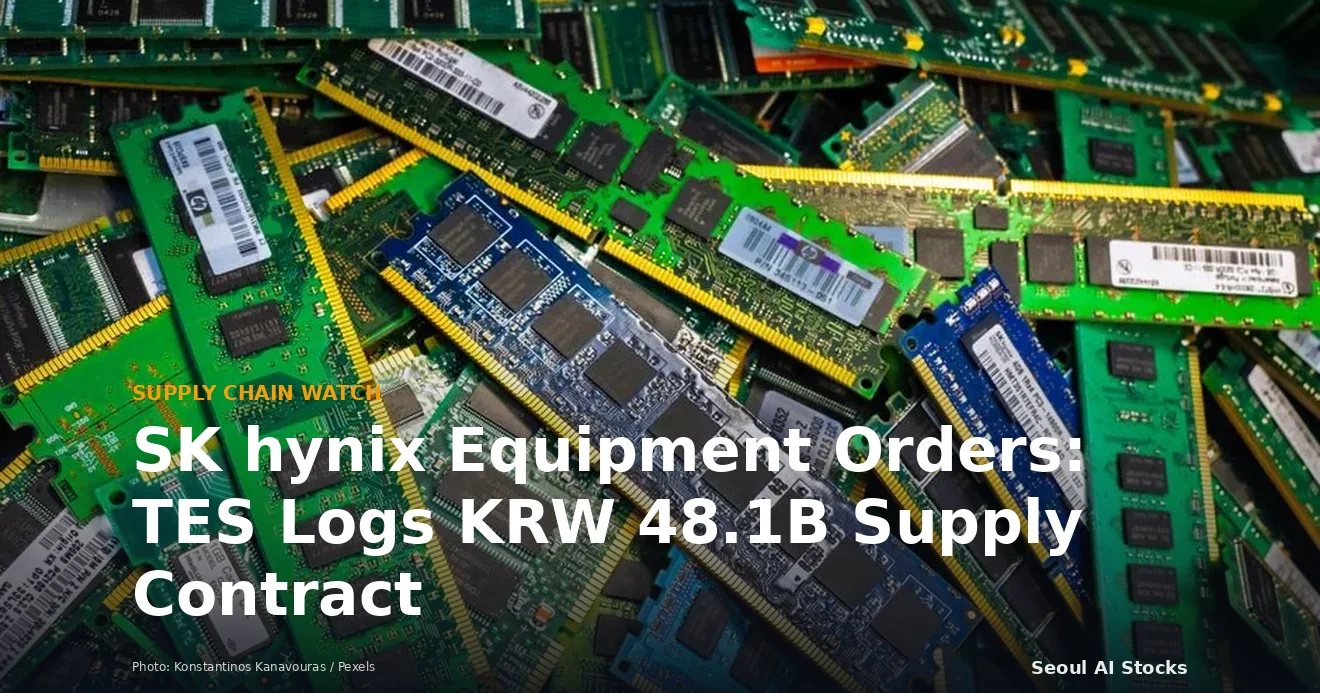 SUPPLY CHAIN WATCH
SK hynix Equipment Orders:
TES Logs KRW 48.1B Supply
Contract
Photo: Konstantinos Kanavouras / Pexels
Seoul AI Stocks